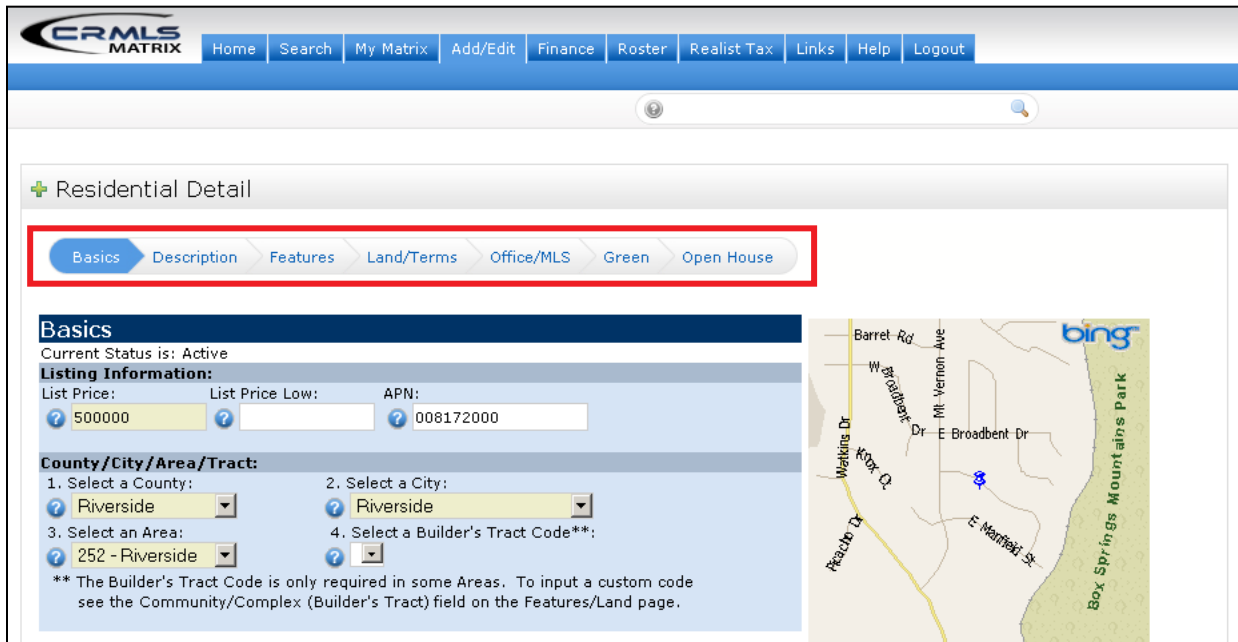 CRMLS
MATRIX
Home Search My Matrix Add/Edit Finance Roster Realist Tax Links Help Logout
?
+ Residential Detail
Basics Description Features Land/Terms Office/MLS Green Open House
Basics
Current Status is: Active
Listing Information:
List Price: List Price Low: APN:
? 500000 ? ? 008172000
County/City/Area/Tract:
1. Select a County: 2. Select a City:
? Riverside ? Riverside
3. Select an Area: 4. Select a Builder's Tract Code**:
? 252 - Riverside ?
** The Builder's Tract Code is only required in some Areas. To input a custom code
see the Community/Complex (Builder's Tract) field on the Features/Land page.
bing
Barret Rd
Mt Vernon Ave
W Broadbent
Dr
E Broadbent Dr
Watkins Dr
Knox Ct
Picacho Dr
E Manfield St
Box Springs Mountains Park